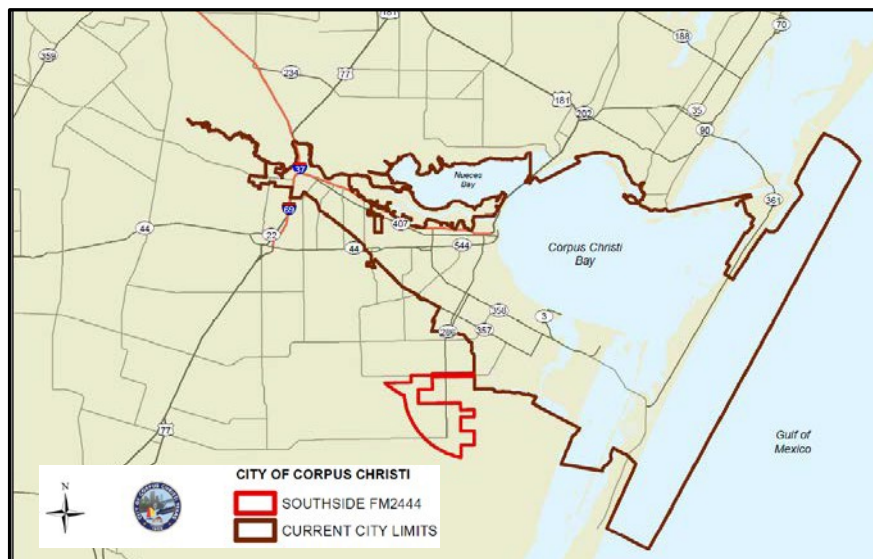 181
70
359
188
234
77
181
35
202
90
37
Nueces
Bay
361
69
407
44
22
44
544
Corpus Christi
Bay
358
3
286
357
77
Gulf of
Mexico
CITY OF CORPUS CHRISTI
N
SOUTHSIDE FM2444
CURRENT CITY LIMITS